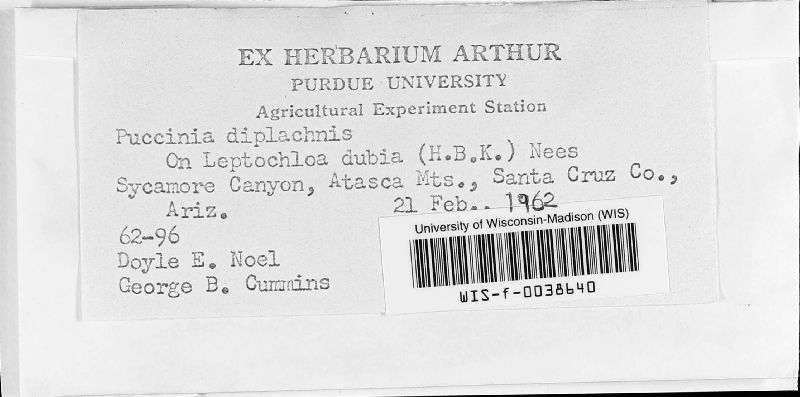 EX HERBARIUM ARTHUR
PURDUE UNIVERSITY
Agricultural Experiment Station
Puccinia diplachnis
On Leptochloa dubia (H.B.K.) Nees
Sycamore Canyon, Atasca Mts., Santa Cruz Co.,
Ariz. 21 Feb.. 1962
62-96
Doyle E. Noel
George B. Cummins
University of Wisconsin-Madison (WIS)
WIS-f-0038640